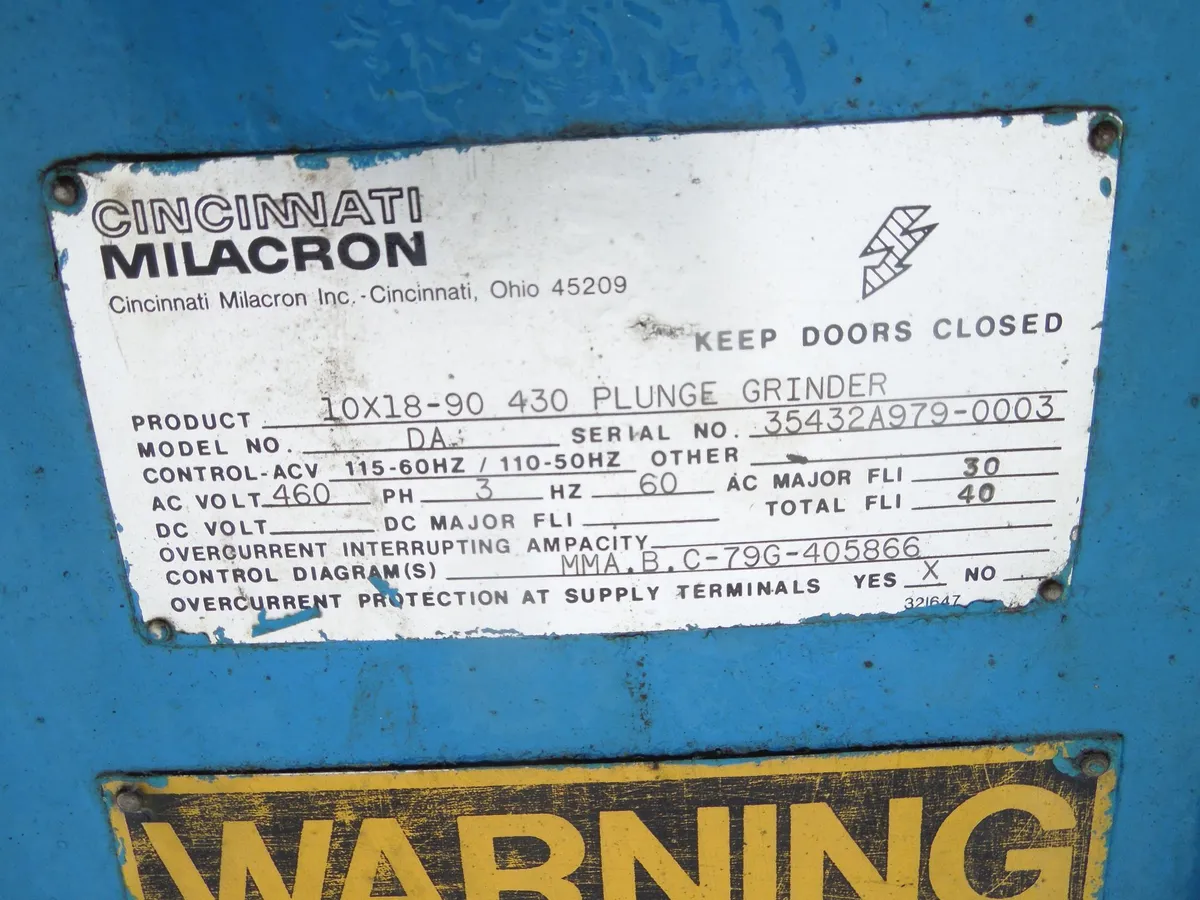 CINCINNATI
MILACRON
Cincinnati Milacron Inc.-Cincinnati, Ohio 45209
KEEP DOORS CLOSED
PRODUCT 10X18-90 430 PLUNGE GRINDER
MODEL NO. DA SERIAL NO. 35432A979-0003
CONTROL-ACV 115-60HZ / 110-50HZ OTHER
AC VOLT 460 PH 3 HZ 60 AC MAJOR FLI 30
DC VOLT DC MAJOR FLI TOTAL FLI 40
OVERCURRENT INTERRUPTING AMPACITY
CONTROL DIAGRAM(S) MMA.B.C-79G-405866
OVERCURRENT PROTECTION AT SUPPLY TERMINALS YES X NO
321647
WARNING